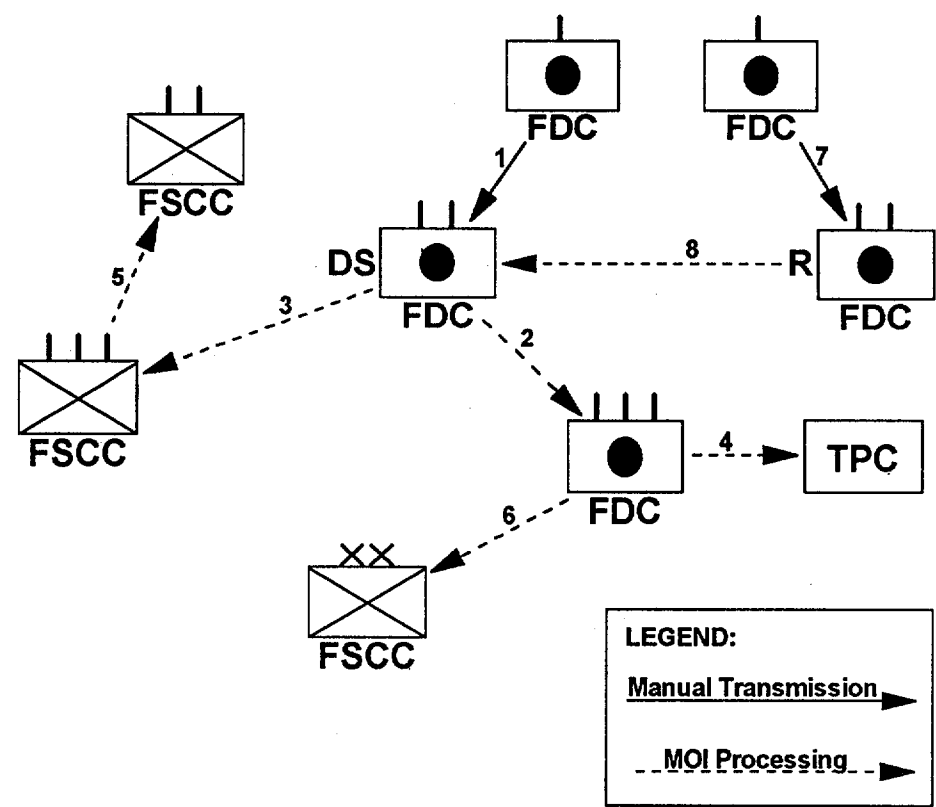 FDC
FDC
1
7
FSCC
DS
FDC
8
R
FDC
5
3
2
FSCC
FDC
4
TPC
6
FSCC
LEGEND:
Manual Transmission
MOI Processing